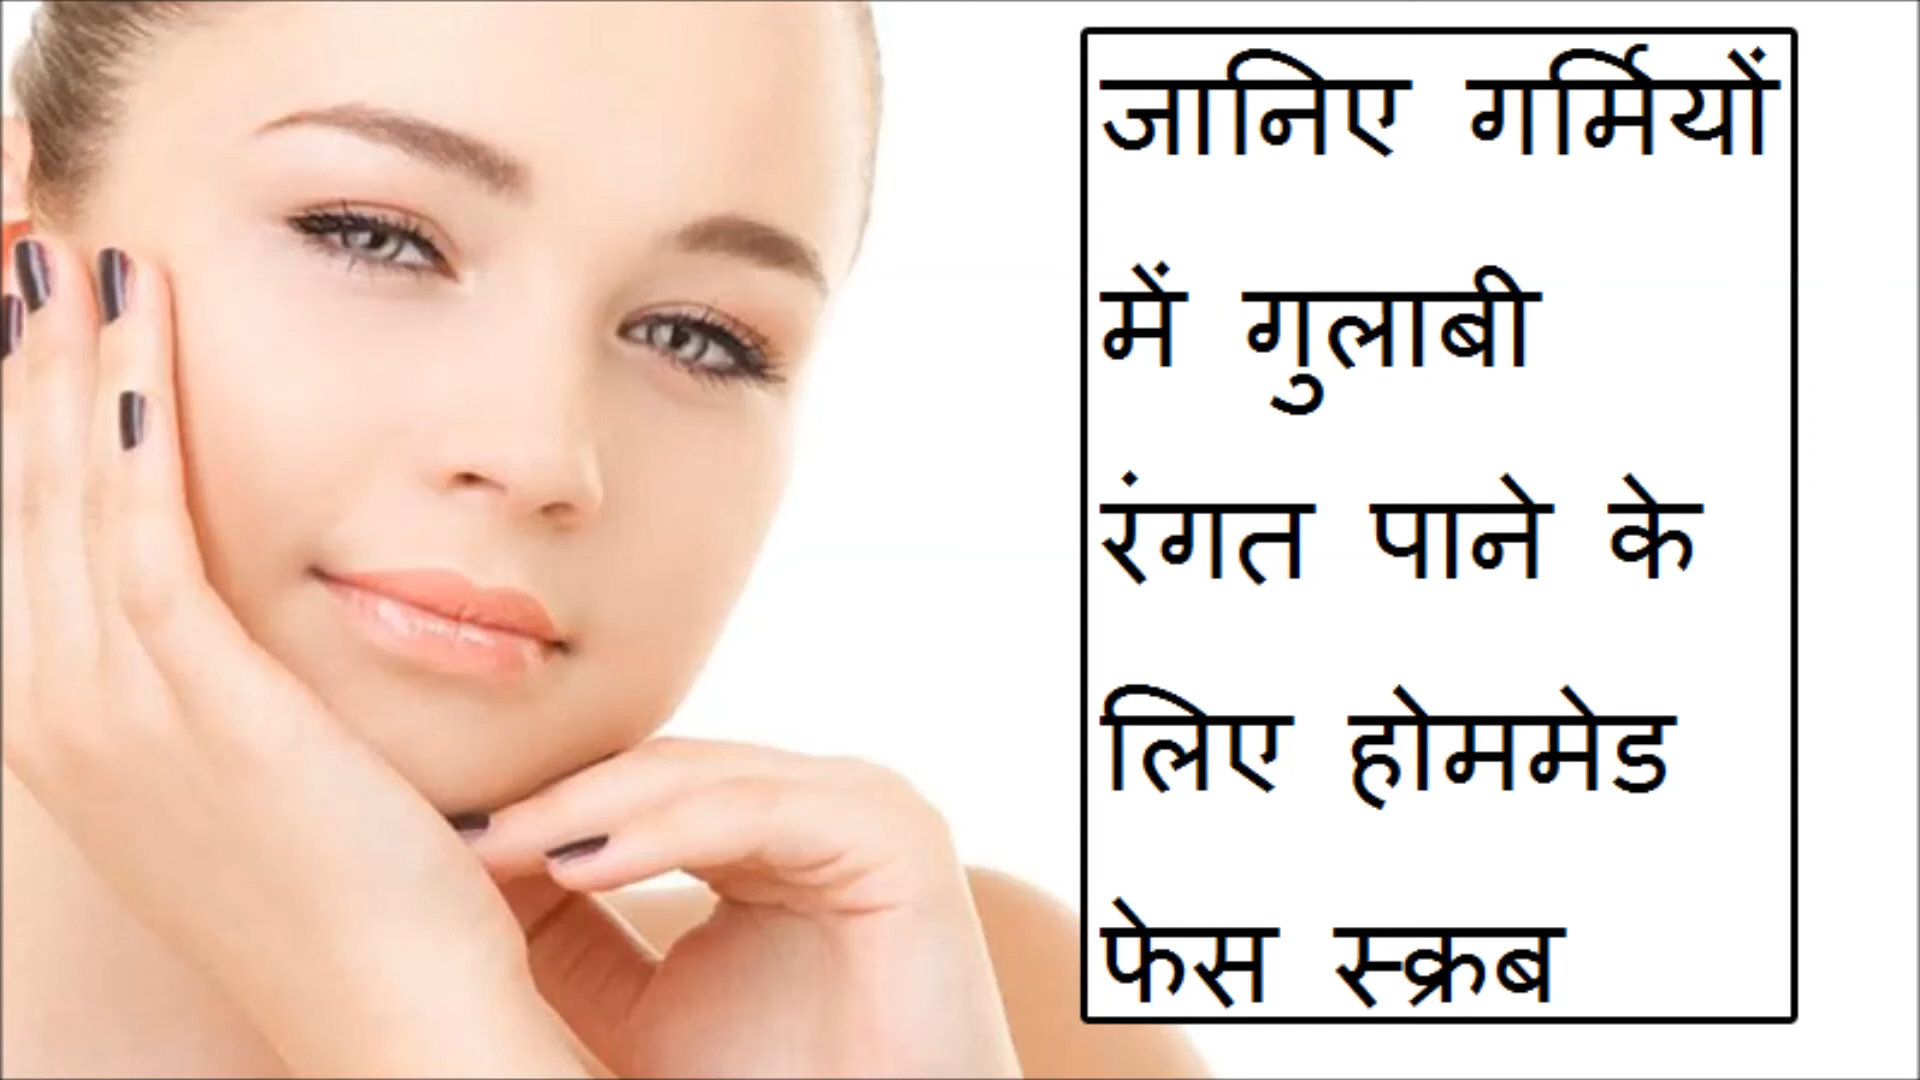 जानिए गर्मियों
में गुलाबी
रंगत पाने के
लिए होममेड
फेस स्क्रब